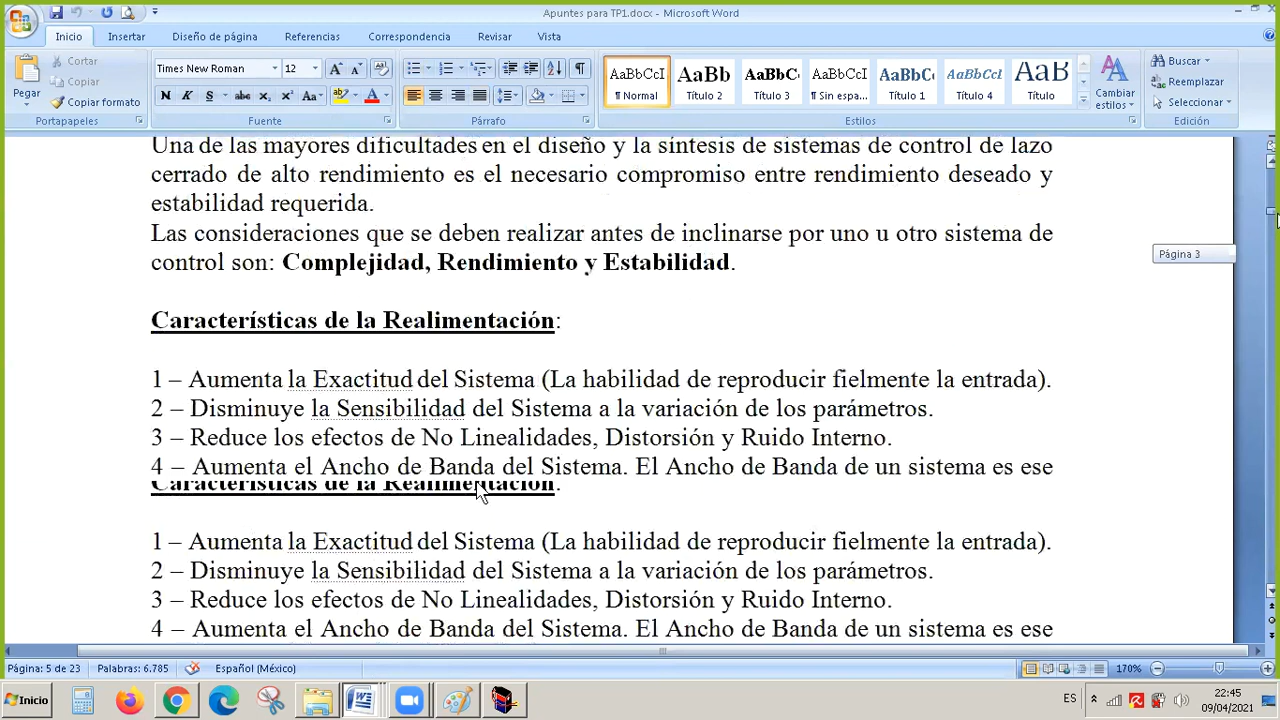 Apuntes para TP1.docx - Microsoft Word
Inicio Insertar Diseño de página Referencias Correspondencia Revisar Vista
Pegar
Cortar
Copiar
Copiar formato
Portapapeles
Times New Roman 12
N K S abc x₂ x² Aa
Fuente
Párrafo
AaBbCcI AaBb AaBbC AaBbCcI AaBbC AaBbCcI AaB
¶ Normal Título 2 Título 3 ¶ Sin espa... Título 1 Título 4 Título
Cambiar estilos
Estilos
Buscar
Reemplazar
Seleccionar
Edición
Una de las mayores dificultades en el diseño y la síntesis de sistemas de control de lazo
cerrado de alto rendimiento es el necesario compromiso entre rendimiento deseado y
estabilidad requerida.
Las consideraciones que se deben realizar antes de inclinarse por uno u otro sistema de
control son: Complejidad, Rendimiento y Estabilidad.
Página 3
Características de la Realimentación:
1 – Aumenta la Exactitud del Sistema (La habilidad de reproducir fielmente la entrada).
2 – Disminuye la Sensibilidad del Sistema a la variación de los parámetros.
3 – Reduce los efectos de No Linealidades, Distorsión y Ruido Interno.
4 – Aumenta el Ancho de Banda del Sistema. El Ancho de Banda de un sistema es ese
Características de la Realimentación:
1 – Aumenta la Exactitud del Sistema (La habilidad de reproducir fielmente la entrada).
2 – Disminuye la Sensibilidad del Sistema a la variación de los parámetros.
3 – Reduce los efectos de No Linealidades, Distorsión y Ruido Interno.
4 – Aumenta el Ancho de Banda del Sistema. El Ancho de Banda de un sistema es ese
Página: 5 de 23 Palabras: 6.785 Español (México) 170%
Inicio ES 22:45
09/04/2021